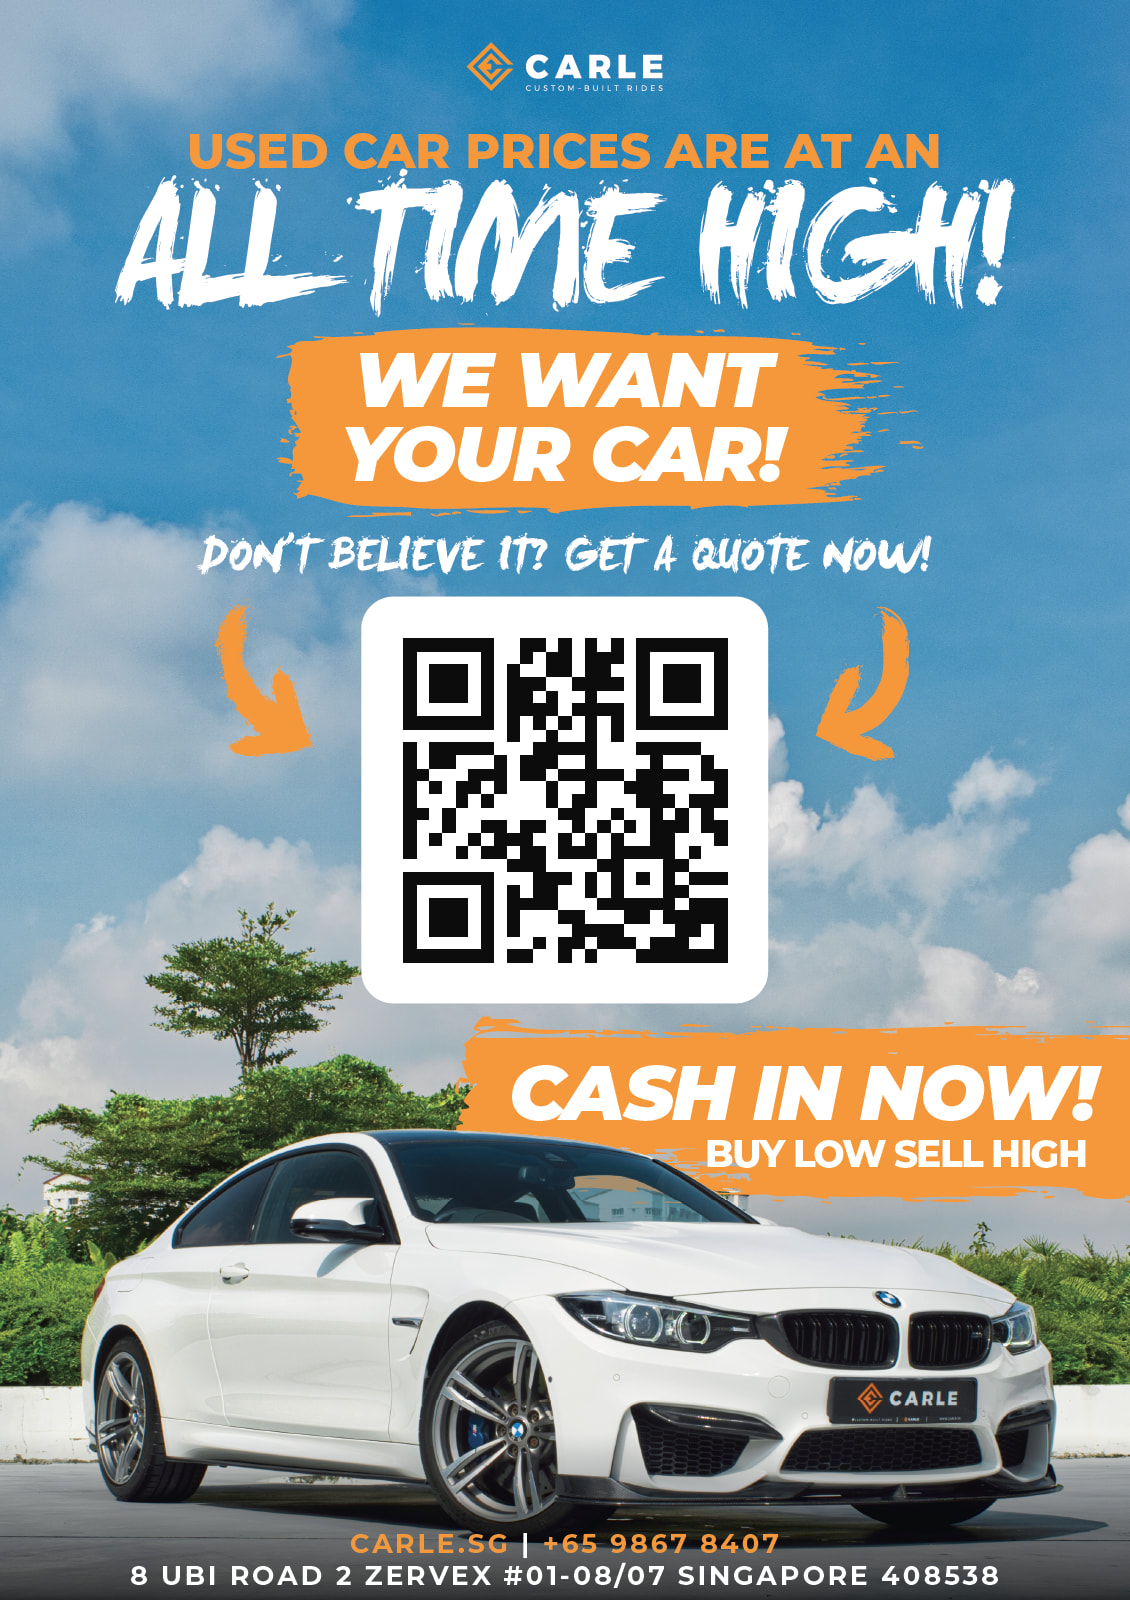 CARLE
CUSTOM-BUILT RIDES
USED CAR PRICES ARE AT AN
ALL TIME HIGH!
WE WANT
YOUR CAR!
DON'T BELIEVE IT? GET A QUOTE NOW!
CASH IN NOW!
BUY LOW SELL HIGH
CARLE
CARLE.SG | +65 9867 8407
8 UBI ROAD 2 ZERVEX #01-08/07 SINGAPORE 408538